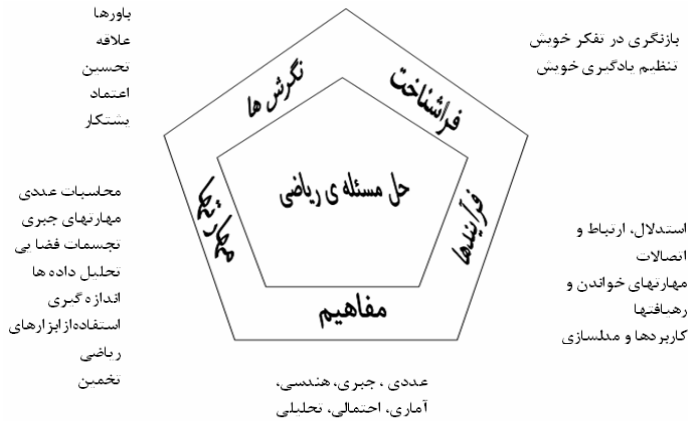 باورها
علاقه
تحسین
اعتماد
پشتکار
بازنگری در تفکر خویش
تنظیم یادگیری خویش
نگرش ها
فراشناخت
حل مسئله ی ریاضی
مهارتها
فرآیندها
مفاهیم
محاسبات عددی
مهارتهای جبری
تجسمات فضایی
تحلیل داده ها
اندازه گیری
استفاده از ابزارهای
ریاضی
تخمین
استدلال، ارتباط و
اتصالات
مهارتهای خواندن و
رهیافتها
کاربردها و مدلسازی
عددی ، جبری، هندسی،
آماری، احتمالی، تحلیلی